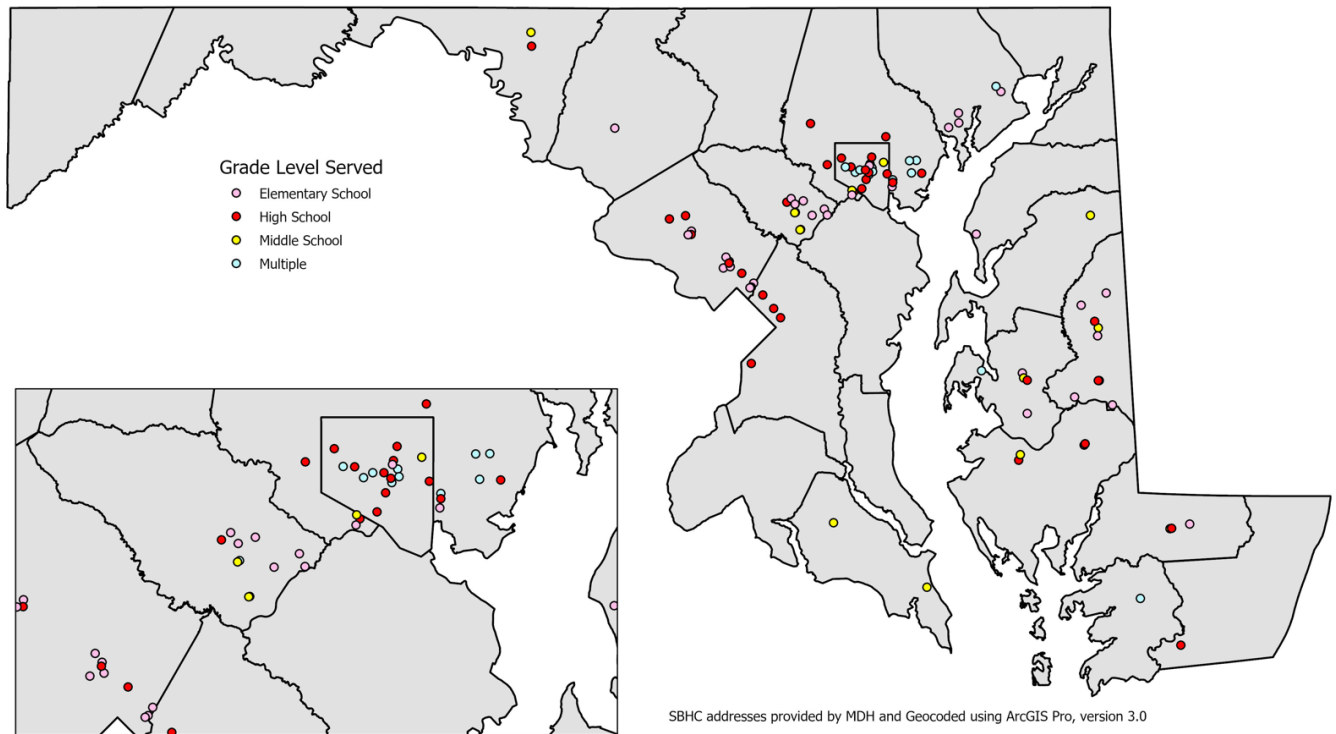 Grade Level Served
Elementary School
High School
Middle School
Multiple
SBHC addresses provided by MDH and Geocoded using ArcGIS Pro, version 3.0